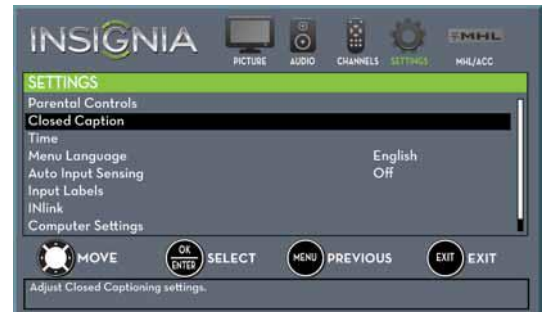 INSIGNIA
PICTURE AUDIO CHANNELS SETTINGS MHL/ACC
MHL
SETTINGS
Parental Controls
Closed Caption
Time
Menu Language English
Auto Input Sensing Off
Input Labels
INlink
Computer Settings
MOVE OK ENTER SELECT MENU PREVIOUS EXIT EXIT
Adjust Closed Captioning settings.